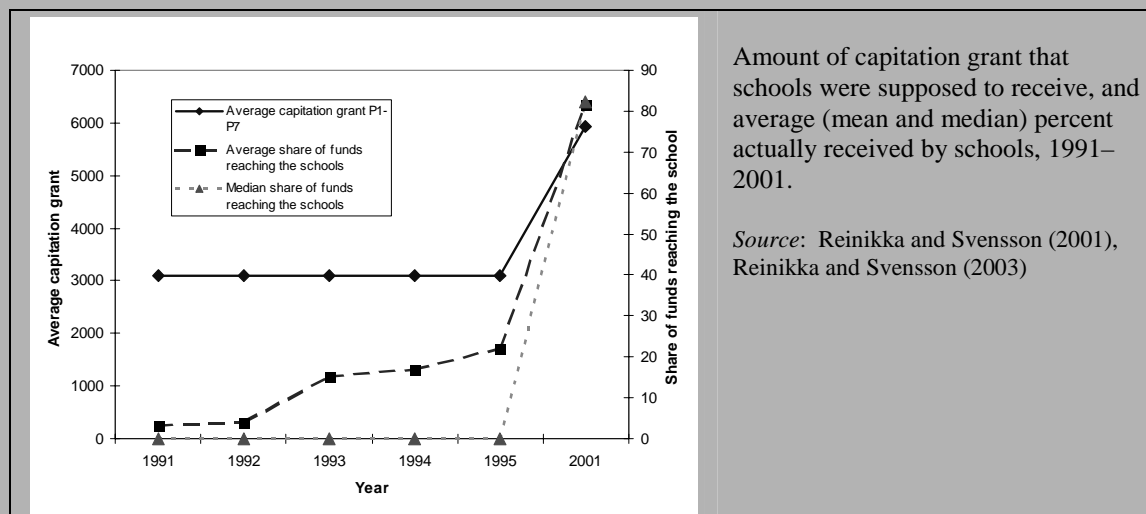 7000
6000
5000
4000
3000
2000
1000
0
Average capitation grant
Average capitation grant P1-
P7
Average share of funds
reaching the schools
Median share of funds
reaching the schools
90
80
70
60
50
40
30
20
10
0
Share of funds reaching the school
1991 1992 1993 1994 1995 2001
Year
Amount of capitation grant that
schools were supposed to receive, and
average (mean and median) percent
actually received by schools, 1991–
2001.
Source: Reinikka and Svensson (2001),
Reinikka and Svensson (2003)